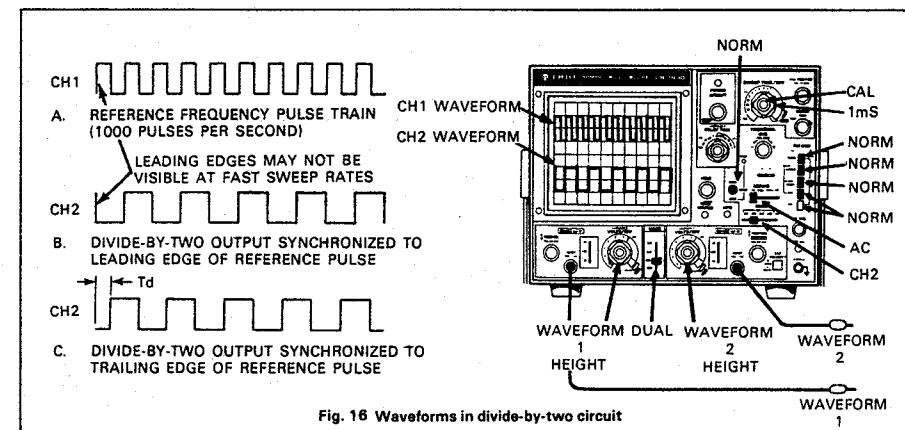 CH1
A. REFERENCE FREQUENCY PULSE TRAIN
(1000 PULSES PER SECOND)
LEADING EDGES MAY NOT BE
VISIBLE AT FAST SWEEP RATES
CH2
B. DIVIDE-BY-TWO OUTPUT SYNCHRONIZED TO
LEADING EDGE OF REFERENCE PULSE
Td
CH2
C. DIVIDE-BY-TWO OUTPUT SYNCHRONIZED TO
TRAILING EDGE OF REFERENCE PULSE
NORM
CH1 WAVEFORM
CH2 WAVEFORM
CAL
1mS
NORM
NORM
NORM
NORM
AC
CH2
WAVEFORM
1
HEIGHT
DUAL
WAVEFORM
2
HEIGHT
WAVEFORM
2
WAVEFORM
1
Fig. 16 Waveforms in divide-by-two circuit